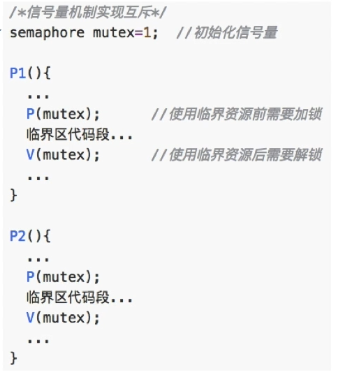 /*信号量机制实现互斥*/
semaphore mutex=1;  //初始化信号量
P1(){
...
P(mutex);  //使用临界资源前需要加锁
临界区代码段...
V(mutex);  //使用临界资源后需要解锁
...
}
P2(){
...
P(mutex);
临界区代码段...
V(mutex);
...
}